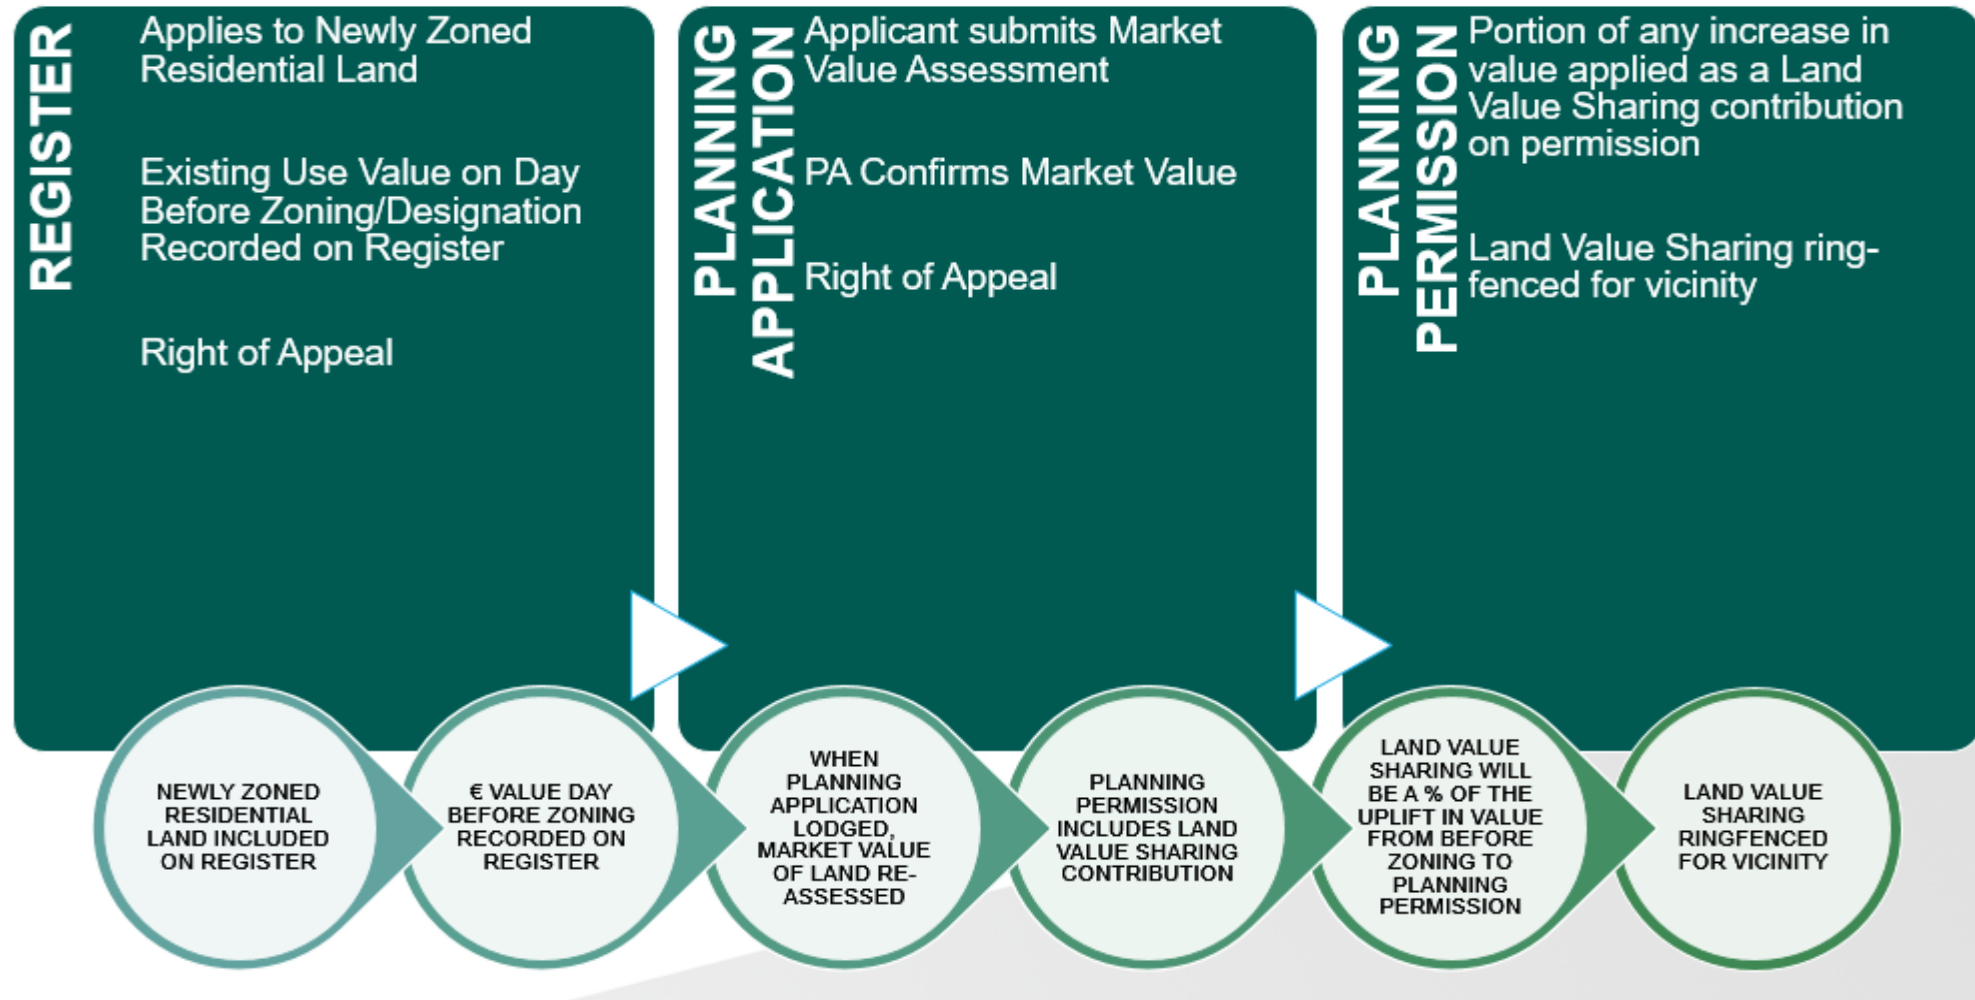 REGISTER
Applies to Newly Zoned
Residential Land
Existing Use Value on Day
Before Zoning/Designation
Recorded on Register
Right of Appeal
PLANNING
APPLICATION
Applicant submits Market
Value Assessment
PA Confirms Market Value
Right of Appeal
PLANNING
PERMISSION
Portion of any increase in
value applied as a Land
Value Sharing contribution
on permission
Land Value Sharing ring-
fenced for vicinity
NEWLY ZONED
RESIDENTIAL
LAND INCLUDED
ON REGISTER
€ VALUE DAY
BEFORE ZONING
RECORDED ON
REGISTER
WHEN
PLANNING
APPLICATION
LODGED,
MARKET VALUE
OF LAND RE-
ASSESSED
PLANNING
PERMISSION
INCLUDES LAND
VALUE SHARING
CONTRIBUTION
LAND VALUE
SHARING WILL
BE A % OF THE
UPLIFT IN VALUE
FROM BEFORE
ZONING TO
PLANNING
PERMISSION
LAND VALUE
SHARING
RINGFENCED
FOR VICINITY